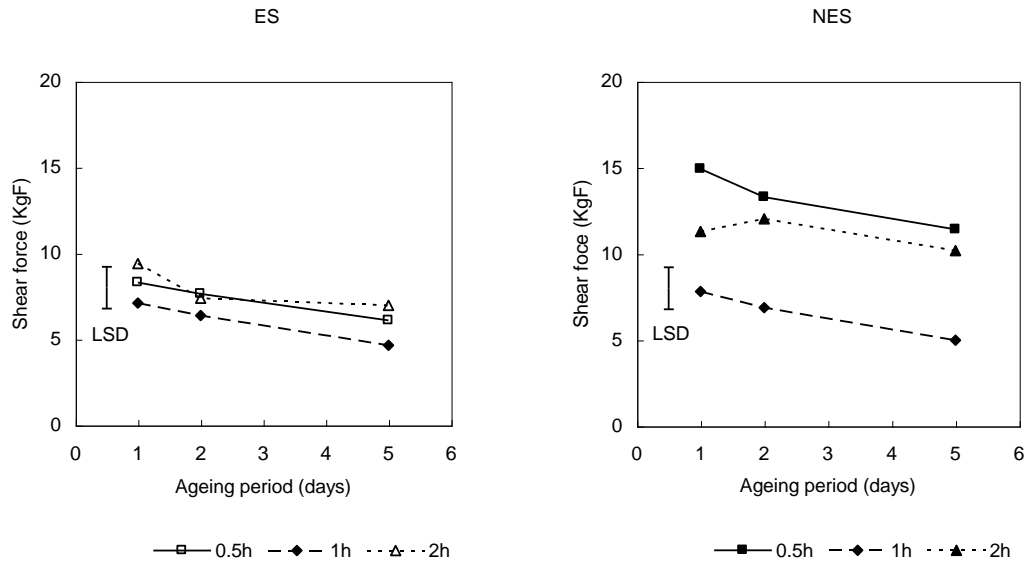 ES
NES
20
15
10
5
0
Shear force (KgF)
LSD
0 1 2 3 4 5 6
Ageing period (days)
0.5h 1h 2h
20
15
10
5
0
Shear foce (KgF)
LSD
0 1 2 3 4 5 6
Ageing period (days)
0.5h 1h 2h